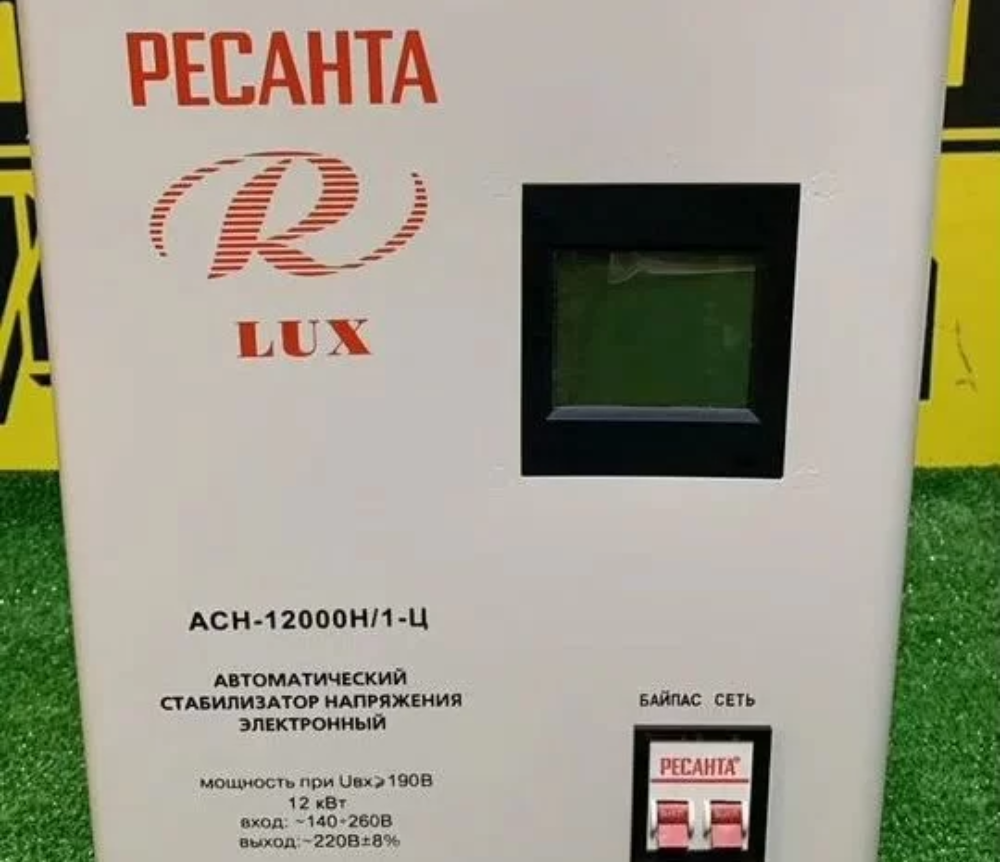 РЕСАНТА
R
LUX
АСН-12000Н/1-Ц
АВТОМАТИЧЕСКИЙ
СТАБИЛИЗАТОР НАПРЯЖЕНИЯ
ЭЛЕКТРОННЫЙ
мощность при Uвх⩾190В
12 кВт
вход: ~140÷260В
выход:~220В±8%
БАЙПАС СЕТЬ
РЕСАНТА®